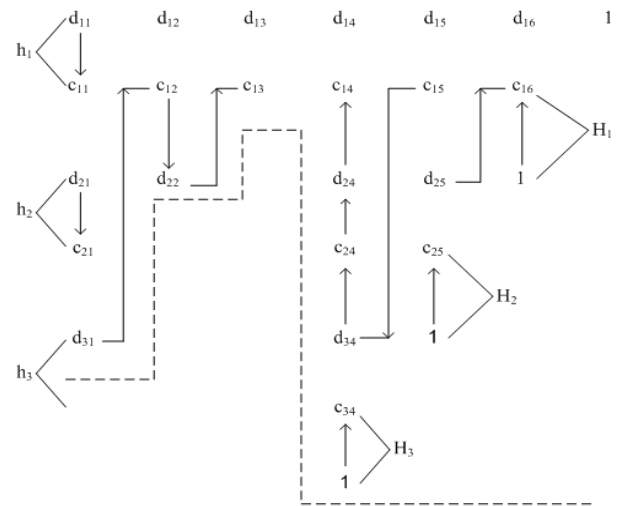 d₁₁ d₁₂ d₁₃ d₁₄ d₁₅ d₁₆ 1
h₁
c₁₁ c₁₂ c₁₃ c₁₄ c₁₅ c₁₆
H₁
d₂₁ d₂₂ d₂₄ d₂₅ 1
h₂
c₂₁ c₂₄ c₂₅
H₂
d₃₁ d₃₄ 1
h₃
c₃₄
H₃
1